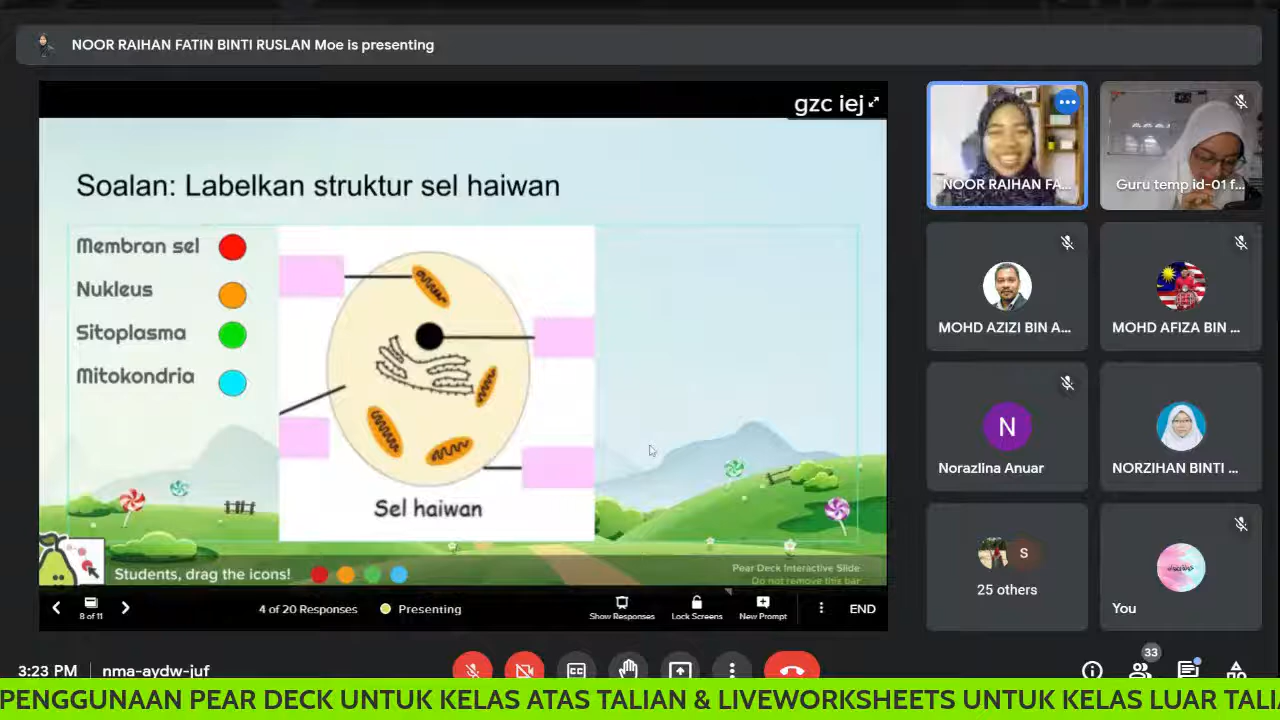 NOOR RAIHAN FATIN BINTI RUSLAN Moe is presenting
gzc iej
Soalan: Labelkan struktur sel haiwan
Membran sel
Nukleus
Sitoplasma
Mitokondria
Sel haiwan
Students, drag the icons!
Pear Deck Interactive Slide
Do not remove this bar
8 of 11
4 of 20 Responses
Presenting
Show Responses
Lock Screens
New Prompt
END
NOOR RAIHAN FA...
Guru temp id-01 f...
MOHD AZIZI BIN A...
MOHD AFIZA BIN ...
N
Norazlina Anuar
NORZIHAN BINTI ...
S
25 others
You
3:23 PM | nma-aydw-juf
33
PENGGUNAAN PEAR DECK UNTUK KELAS ATAS TALIAN & LIVEWORKSHEETS UNTUK KELAS LUAR TALI